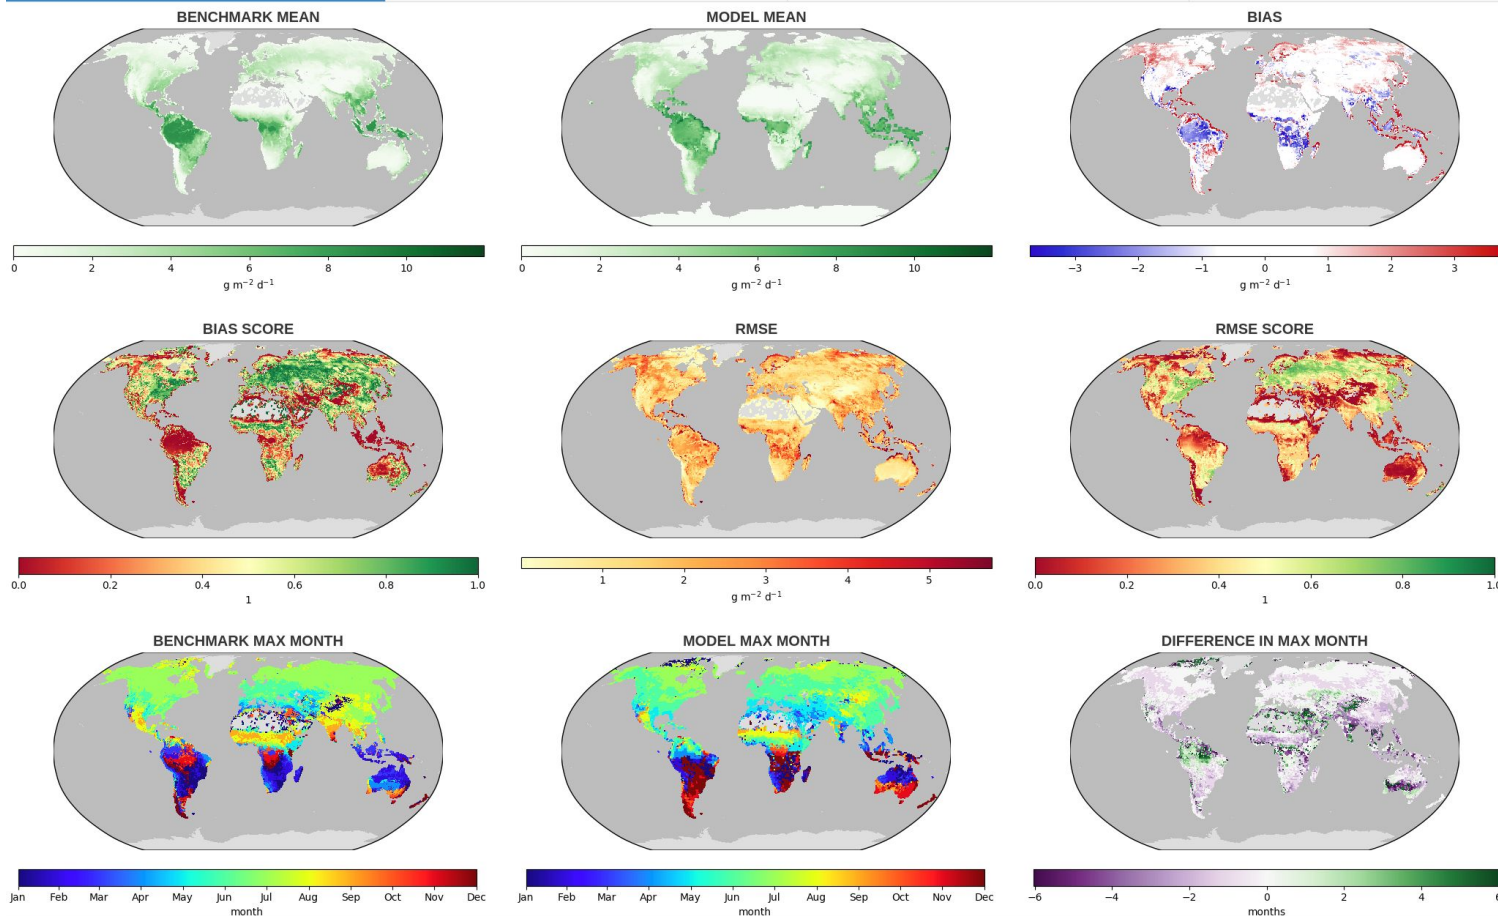 BENCHMARK MEAN
MODEL MEAN
BIAS
0 2 4 6 8 10
g m⁻² d⁻¹
0 2 4 6 8 10
g m⁻² d⁻¹
−3 −2 −1 0 1 2 3
g m⁻² d⁻¹
BIAS SCORE
RMSE
RMSE SCORE
0.0 0.2 0.4 0.6 0.8 1.0
1
1 2 3 4 5
g m⁻² d⁻¹
0.0 0.2 0.4 0.6 0.8 1.0
1
BENCHMARK MAX MONTH
MODEL MAX MONTH
DIFFERENCE IN MAX MONTH
Jan Feb Mar Apr May Jun Jul Aug Sep Oct Nov Dec
month
Jan Feb Mar Apr May Jun Jul Aug Sep Oct Nov Dec
month
−6 −4 −2 0 2 4 6
months